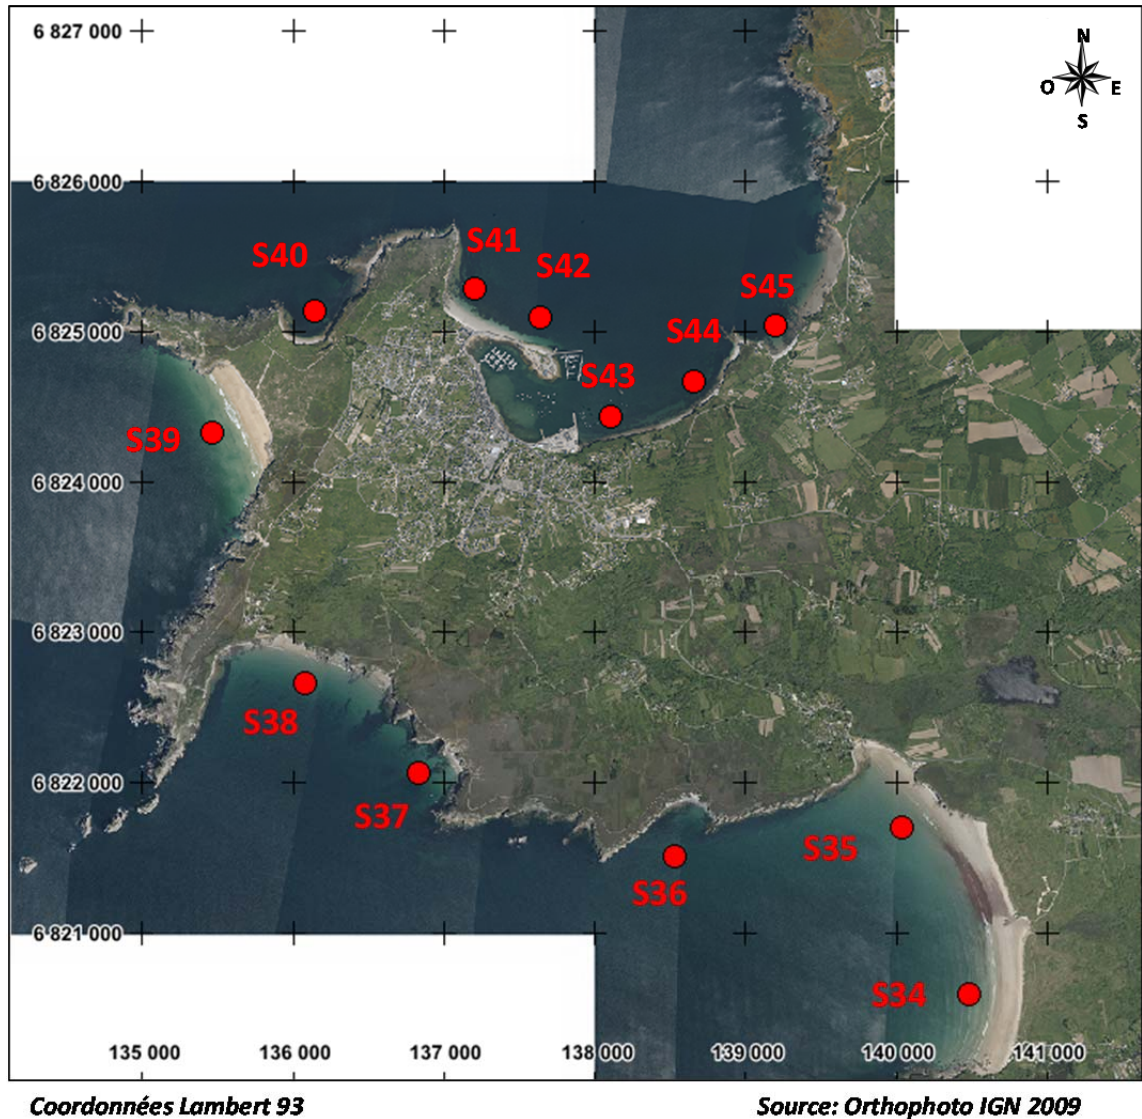 6 827 000
N
O E
S
6 826 000
S41
S40
S42
S45
6 825 000
S44
S43
S39
6 824 000
6 823 000
S38
6 822 000
S37
S35
S36
6 821 000
S34
135 000 136 000 137 000 138 000 139 000 140 000 141 000
Coordonnées Lambert 93 Source: Orthophoto IGN 2009